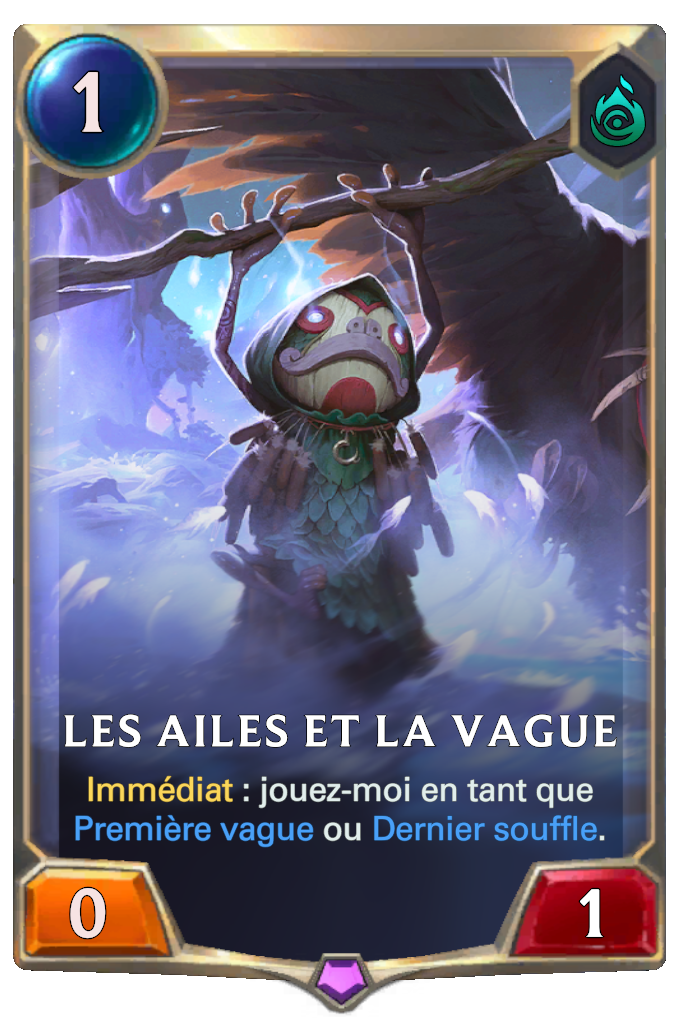 1
LES AILES ET LA VAGUE
Immédiat : jouez-moi en tant que
Première vague ou Dernier souffle.
0
1